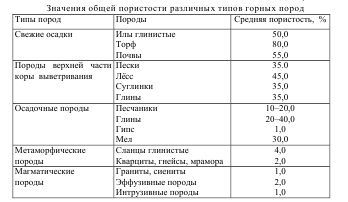 Значения общей пористости различных типов горных пород
Типы пород Породы Средняя пористость, %
Свежие осадки Илы глинистые 50,0
Торф 80,0
Почвы 55,0
Породы верхней части Пески 35.0
коры выветривания Лёсс 45,0
Суглинки 35,0
Глины 35,0
Осадочные породы Песчаники 10–20,0
Глины 20–40,0
Гипс 1,0
Мел 30,0
Метаморфические Сланцы глинистые 4,0
породы Кварциты, гнейсы, мрамора 2,0
Магматические Граниты, сиениты 1,0
породы Эффузивные породы 2,0
Интрузивные породы 1,0